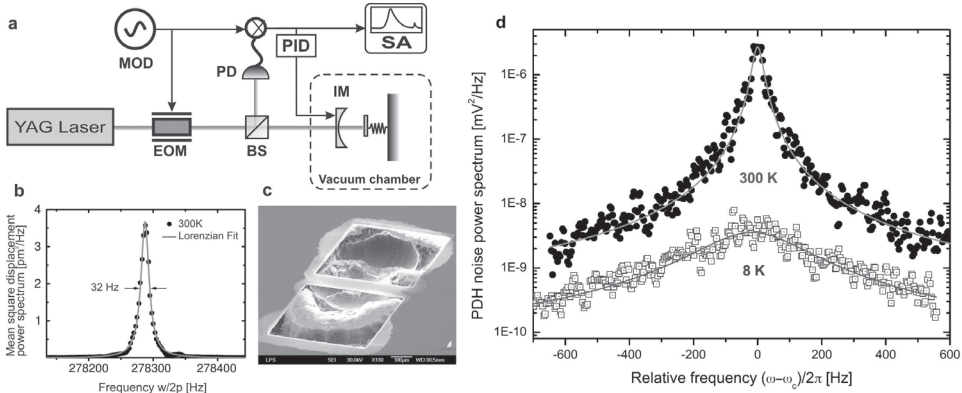 a
MOD
PD
PID
SA
IM
YAG Laser
EOM
BS
Vacuum chamber
b
Mean square displacement
power spectrum [pm²/Hz]
4
3
2
1
300K
Lorenzian Fit
32 Hz
278200
278300
278400
Frequency w/2p [Hz]
c
LPS
SEI
30.0kV
X100
100µm
WD 80.5mm
d
PDH noise power spectrum [mV²/Hz]
1E-6
1E-7
1E-8
1E-9
1E-10
300 K
8 K
-600
-400
-200
0
200
400
600
Relative frequency (ω-ωc)/2π [Hz]